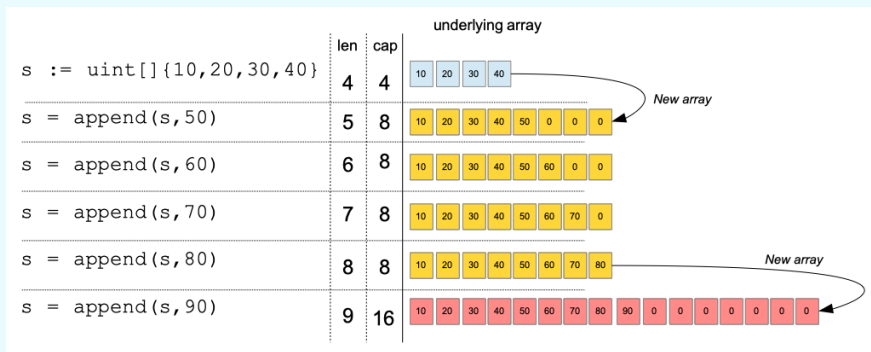 underlying array
len cap
s := uint[]{10,20,30,40} 4 4 10 20 30 40
New array
s = append(s,50) 5 8 10 20 30 40 50 0 0 0
s = append(s,60) 6 8 10 20 30 40 50 60 0 0
s = append(s,70) 7 8 10 20 30 40 50 60 70 0
s = append(s,80) 8 8 10 20 30 40 50 60 70 80
New array
s = append(s,90) 9 16 10 20 30 40 50 60 70 80 90 0 0 0 0 0 0 0